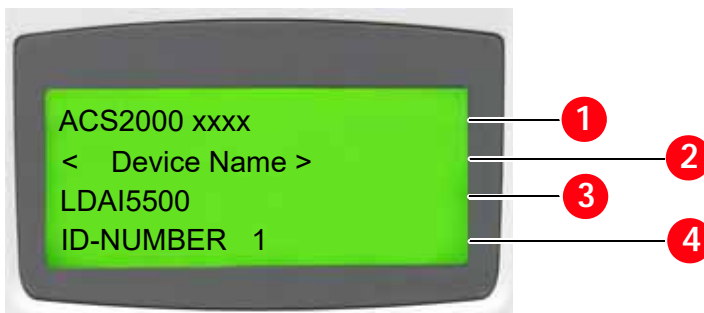 ACS2000 xxxx
< Device Name >
LDAI5500
ID-NUMBER 1
1
2
3
4